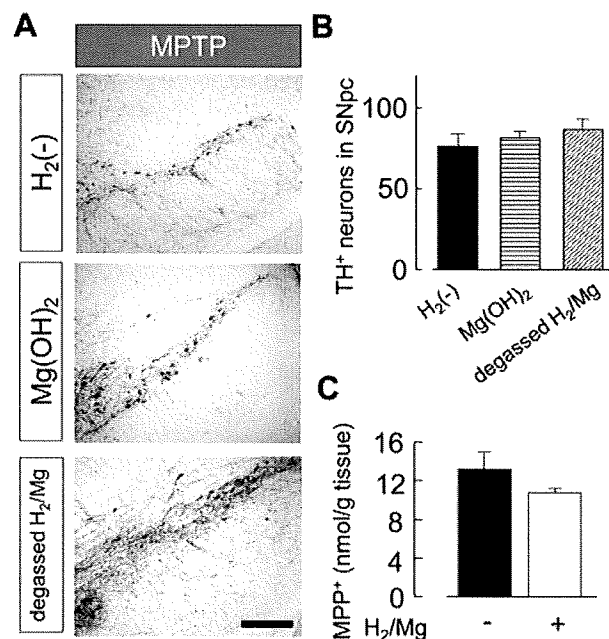 A
MPTP
H₂(-)
Mg(OH)₂
degassed H₂/Mg
B
TH⁺ neurons in SNpc
100
50
0
H₂(-)
Mg(OH)₂
degassed H₂/Mg
C
MPP⁺ (nmol/g tissue)
16
12
8
4
0
H₂/Mg - +